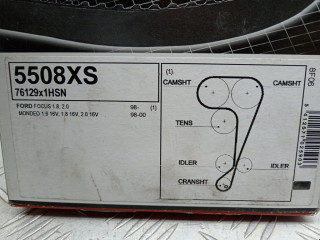 5508XS
76129x1HSN
FORD FOCUS 1.8, 2.0 98- (1)
MONDEO 1.6 16V, 1.8 16V, 2.0 16V 96-00
(1)
CAMSHT CAMSHT
TENS
IDLER IDLER
CRANSHT
8F06